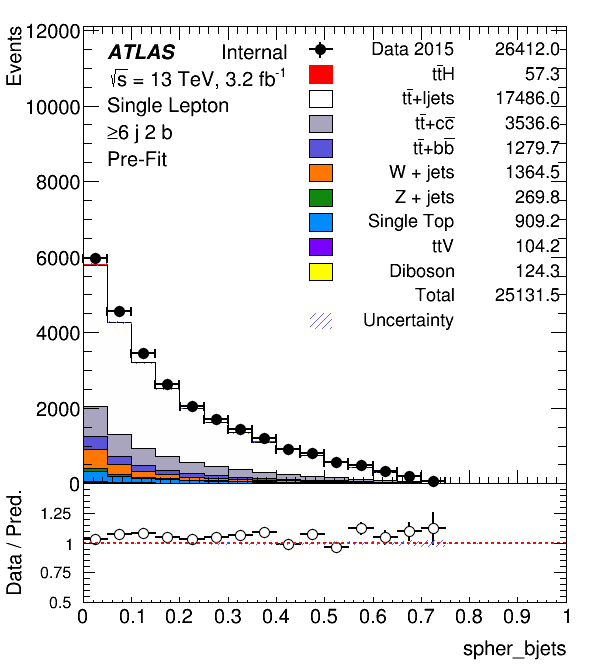 Events
12000
10000
8000
6000
4000
2000
0
ATLAS Internal
√s = 13 TeV, 3.2 fb⁻¹
Single Lepton
≥6 j 2 b
Pre-Fit
Data 2015 26412.0
tt̄H 57.3
tt̄+ljets 17486.0
tt̄+cc̄ 3536.6
tt̄+bb̄ 1279.7
W + jets 1364.5
Z + jets 269.8
Single Top 909.2
ttV 104.2
Diboson 124.3
Total 25131.5
Uncertainty
Data / Pred.
1.25
1
0.75
0.5
0 0.1 0.2 0.3 0.4 0.5 0.6 0.7 0.8 0.9 1
spher_bjets